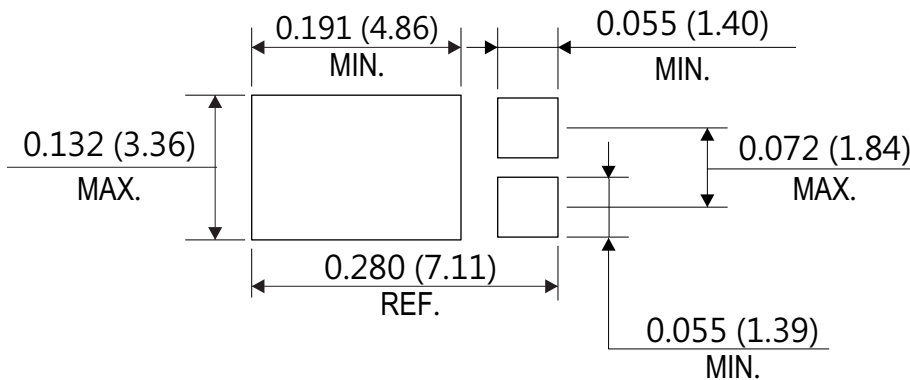 0.191 (4.86)
MIN.
0.055 (1.40)
MIN.
0.132 (3.36)
MAX.
0.072 (1.84)
MAX.
0.280 (7.11)
REF.
0.055 (1.39)
MIN.